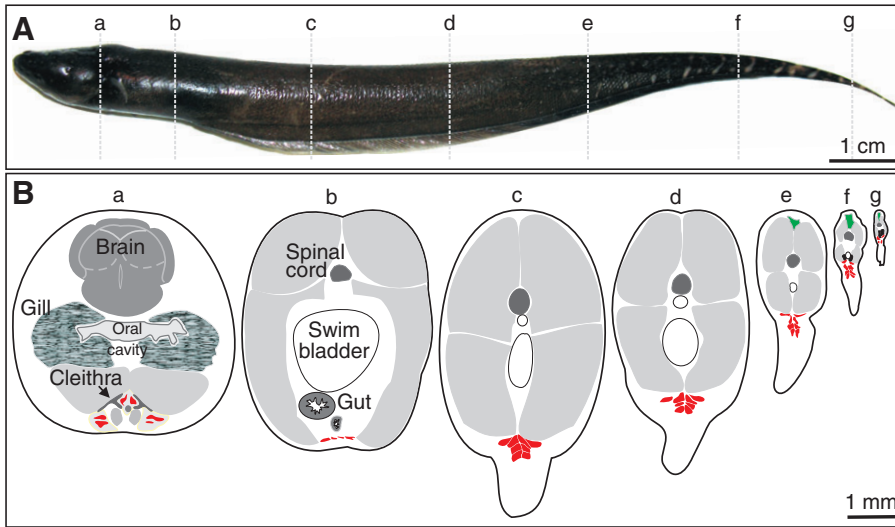 A
a b c d e f g
1 cm
B
a b c d e f g
Brain
Spinal
cord
Gill
Oral
cavity
Swim
bladder
Cleithra
Gut
1 mm